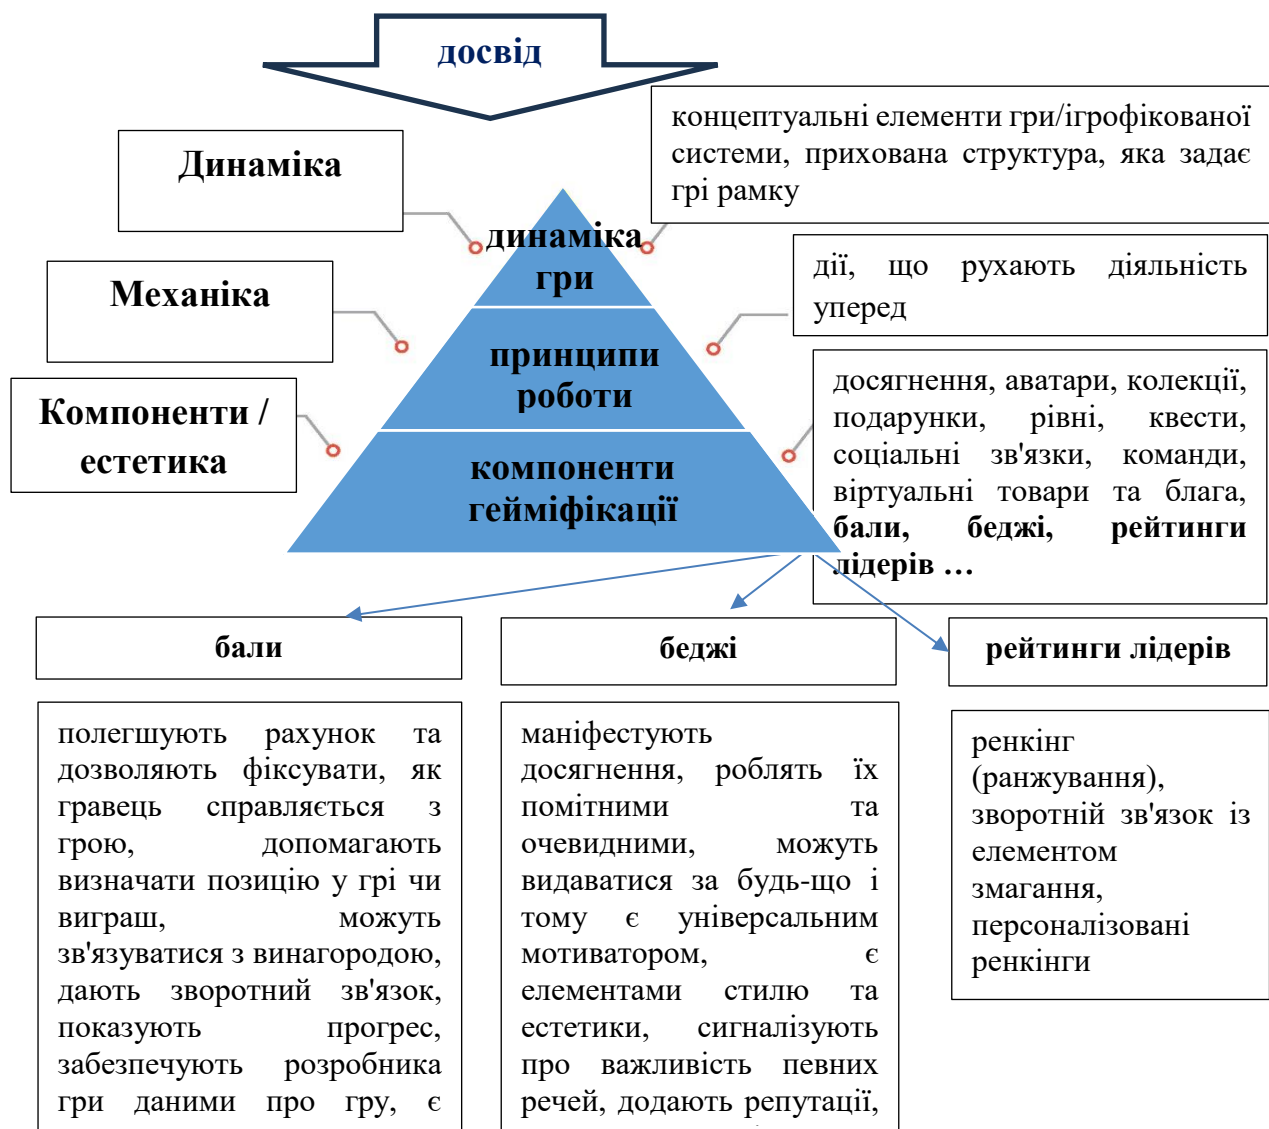 досвід
концептуальні елементи гри/ігрофікованої
системи, прихована структура, яка задає
грі рамку
Динаміка
динаміка
гри
дії, що рухають діяльність
уперед
Механіка
принципи
роботи
досягнення, аватари, колекції,
подарунки, рівні, квести,
соціальні зв'язки, команди,
віртуальні товари та блага,
бали, беджі, рейтинги
лідерів ...
Компоненти /
естетика
компоненти
гейміфікації
бали
беджі
рейтинги лідерів
полегшують рахунок та
дозволяють фіксувати, як
гравець справляється з
грою, допомагають
визначати позицію у грі чи
виграш, можуть
зв'язуватися з винагородою,
дають зворотний зв'язок,
показують прогрес,
забезпечують розробника
гри даними про гру, є
маніфестують
досягнення, роблять їх
помітними та
очевидними, можуть
видаватися за будь-що і
тому є універсальним
мотиватором, є
елементами стилю та
естетики, сигналізують
про важливість певних
речей, додають репутації,
ренкінг
(ранжування),
зворотній зв'язок із
елементом
змагання,
персоналізовані
ренкінги